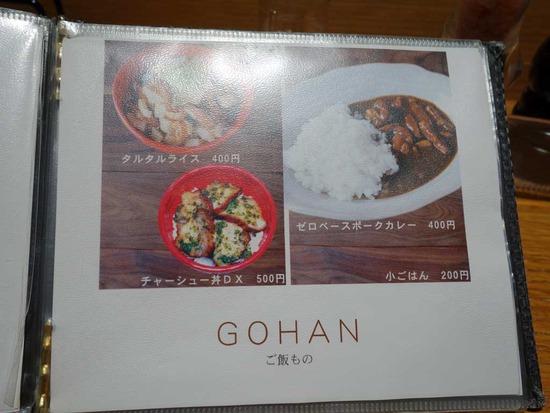 タルタルライス 400円
チャーシュー丼DX 500円
ゼロベースポークカレー 400円
小ごはん 200円
GOHAN
ご飯もの